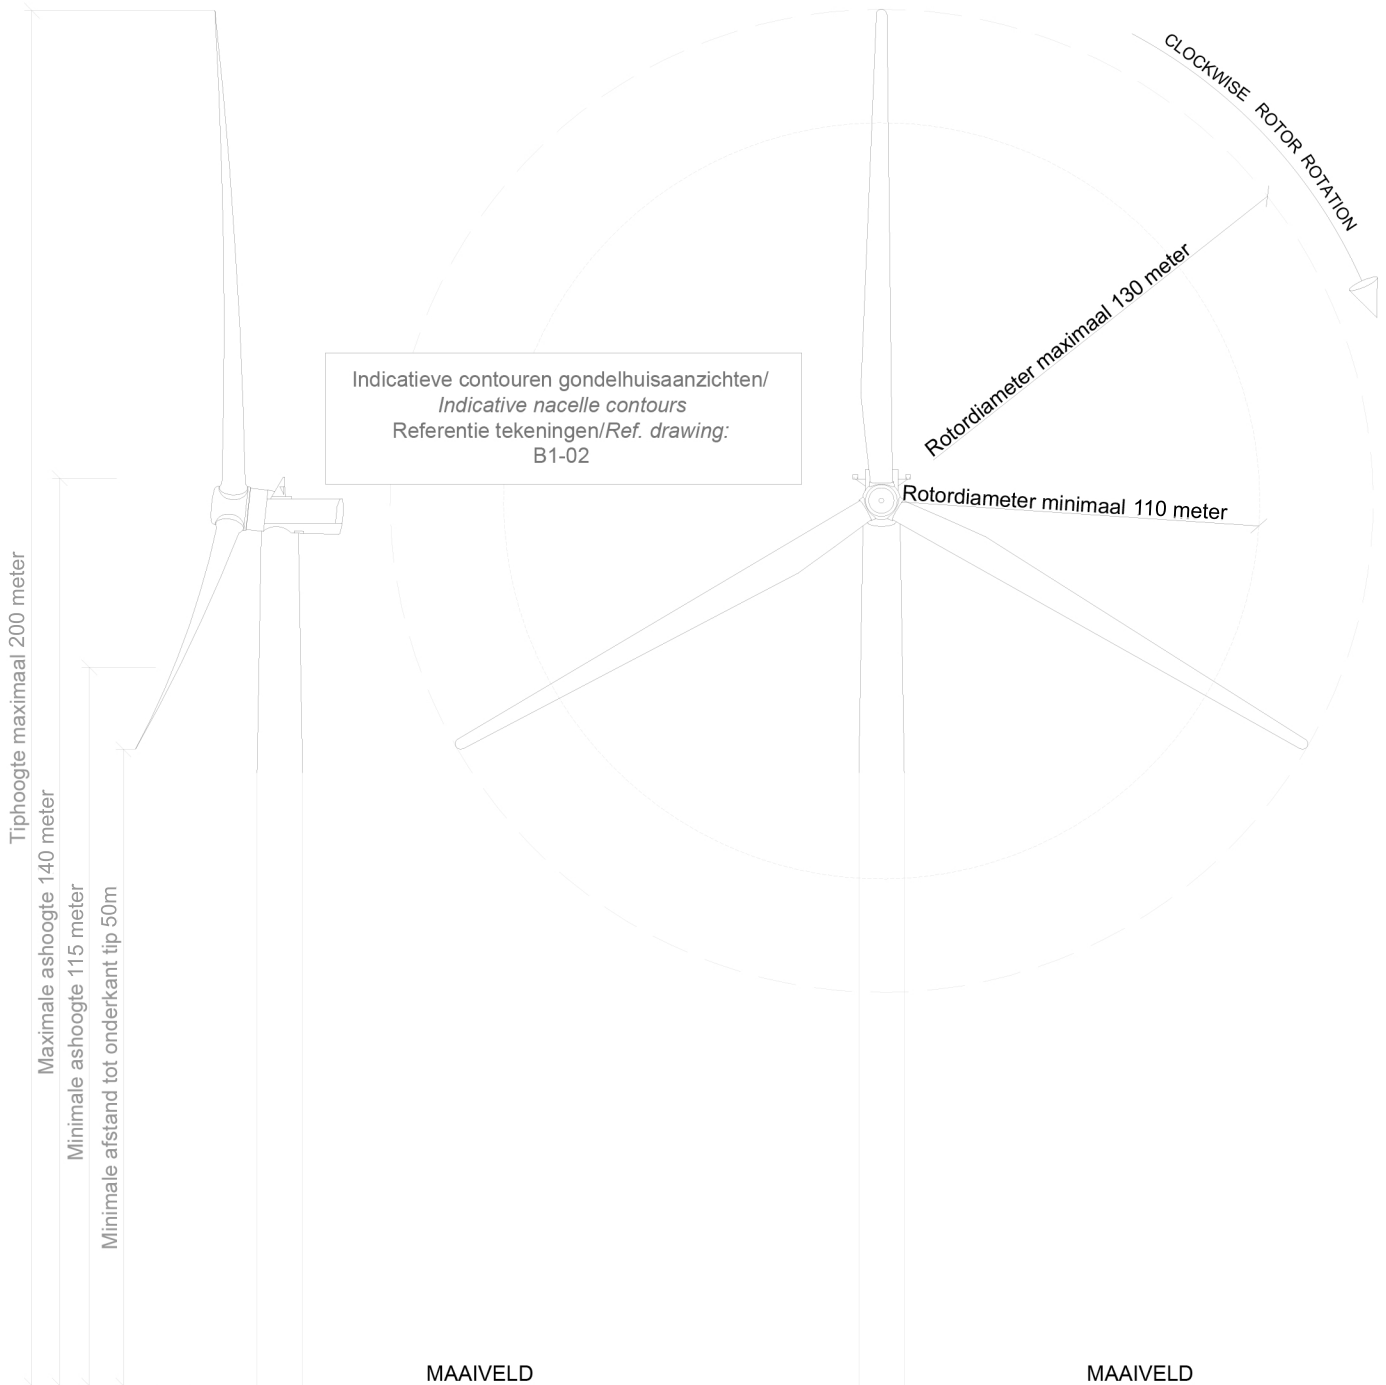 CLOCKWISE ROTOR ROTATION
Rotordiameter maximaal 130 meter
Indicatieve contouren gondelhuisaanzichten/
Indicative nacelle contours
Referentie tekeningen/Ref. drawing:
B1-02
Rotordiameter minimaal 110 meter
Tiphoogte maximaal 200 meter
Maximale ashoogte 140 meter
Minimale ashoogte 115 meter
Minimale afstand tot onderkant tip 50m
MAAIVELD
MAAIVELD